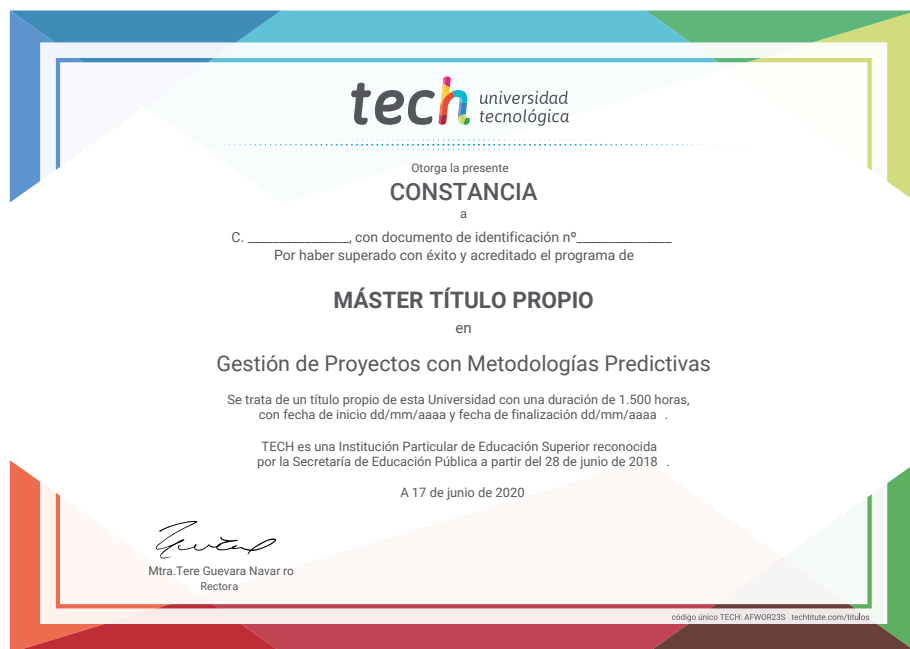 tech universidad
tecnológica
Otorga la presente
CONSTANCIA
a
C. ________________, con documento de identificación nº_______________
Por haber superado con éxito y acreditado el programa de
MÁSTER TÍTULO PROPIO
en
Gestión de Proyectos con Metodologías Predictivas
Se trata de un título propio de esta Universidad con una duración de 1.500 horas,
con fecha de inicio dd/mm/aaaa y fecha de finalización dd/mm/aaaa .
TECH es una Institución Particular de Educación Superior reconocida
por la Secretaría de Educación Pública a partir del 28 de junio de 2018 .
A 17 de junio de 2020
Mtra.Tere Guevara Navar ro
Rectora
código único TECH: AFWOR23S techtitute.com/titulos